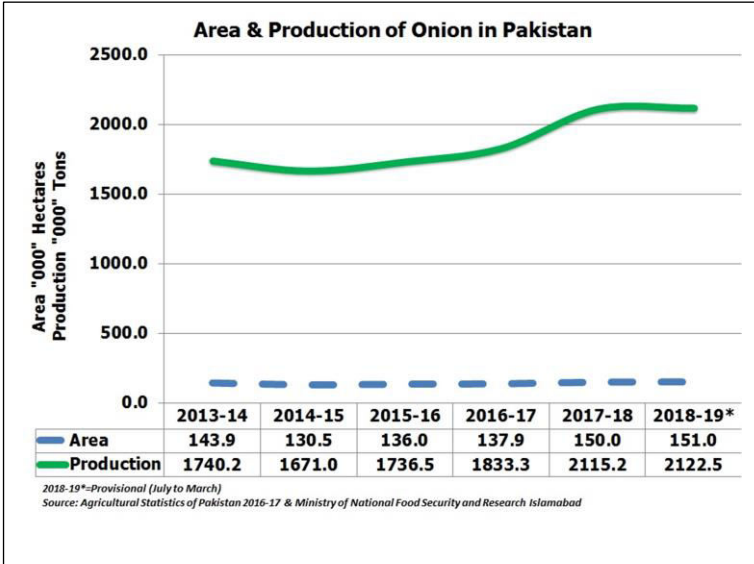 Area & Production of Onion in Pakistan
2500.0
2000.0
1500.0
1000.0
500.0
0.0
Area "000" Hectares
Production "000" Tons
2013-14 2014-15 2015-16 2016-17 2017-18 2018-19*
Area 143.9 130.5 136.0 137.9 150.0 151.0
Production 1740.2 1671.0 1736.5 1833.3 2115.2 2122.5
2018-19*=Provisional (July to March)
Source: Agricultural Statistics of Pakistan 2016-17 & Ministry of National Food Security and Research Islamabad